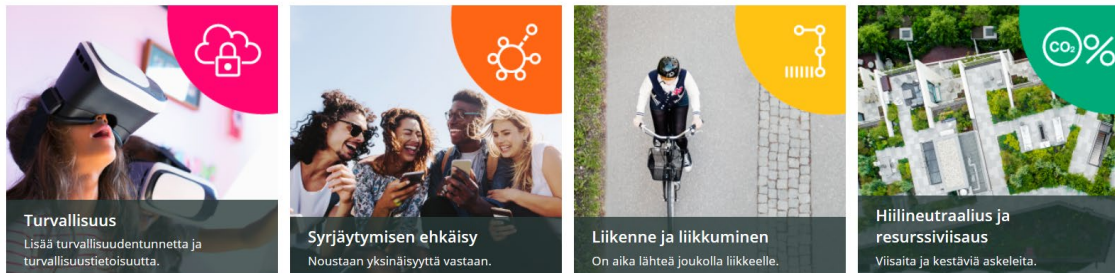 Turvallisuus
Lisää turvallisuudentunnetta ja
turvallisuustietoisuutta.
Syrjäytymisen ehkäisy
Noustaan yksinäisyyttä vastaan.
Liikenne ja liikkuminen
On aika lähteä joukolla liikkeelle.
CO₂%
Hiilineutraalius ja
resurssiviisaus
Viisaita ja kestäviä askeleita.